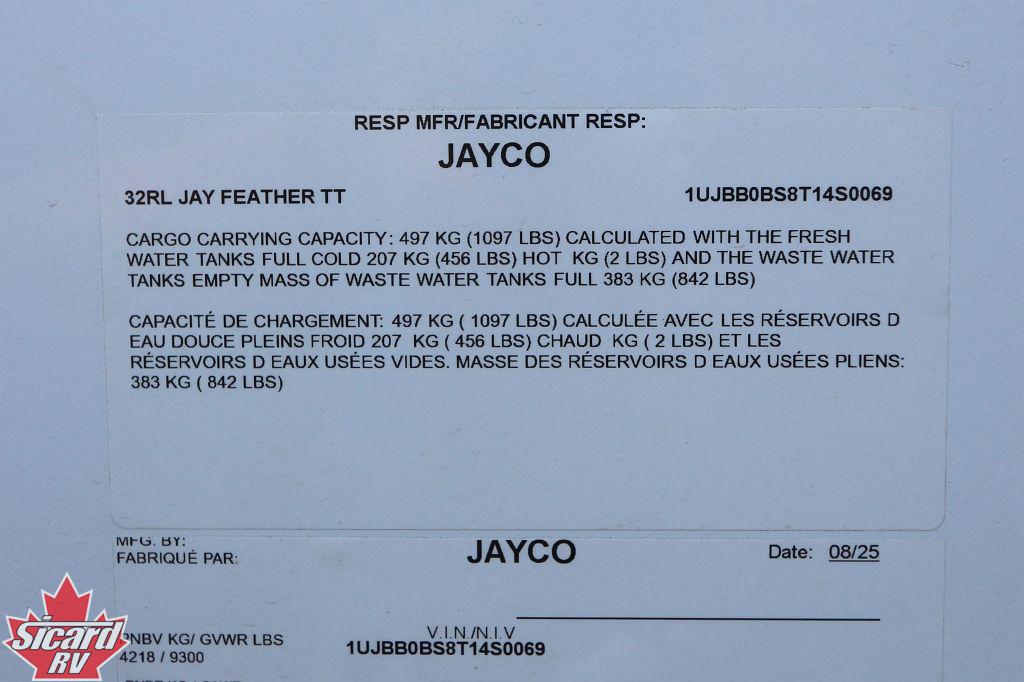 RESP MFR/FABRICANT RESP:
JAYCO
32RL JAY FEATHER TT 1UJBB0BS8T14S0069
CARGO CARRYING CAPACITY: 497 KG (1097 LBS) CALCULATED WITH THE FRESH
WATER TANKS FULL COLD 207 KG (456 LBS) HOT KG (2 LBS) AND THE WASTE WATER
TANKS EMPTY MASS OF WASTE WATER TANKS FULL 383 KG (842 LBS)
CAPACITÉ DE CHARGEMENT: 497 KG ( 1097 LBS) CALCULÉE AVEC LES RÉSERVOIRS D
EAU DOUCE PLEINS FROID 207 KG ( 456 LBS) CHAUD KG ( 2 LBS) ET LES
RÉSERVOIRS D EAUX USÉES VIDES. MASSE DES RÉSERVOIRS D EAUX USÉES PLIENS:
383 KG ( 842 LBS)
MFG. BY:
FABRIQUÉ PAR: JAYCO Date: 08/25
PNBV KG/ GVWR LBS V.I.N./N.I.V
4218 / 9300 1UJBB0BS8T14S0069
Sicard
RV